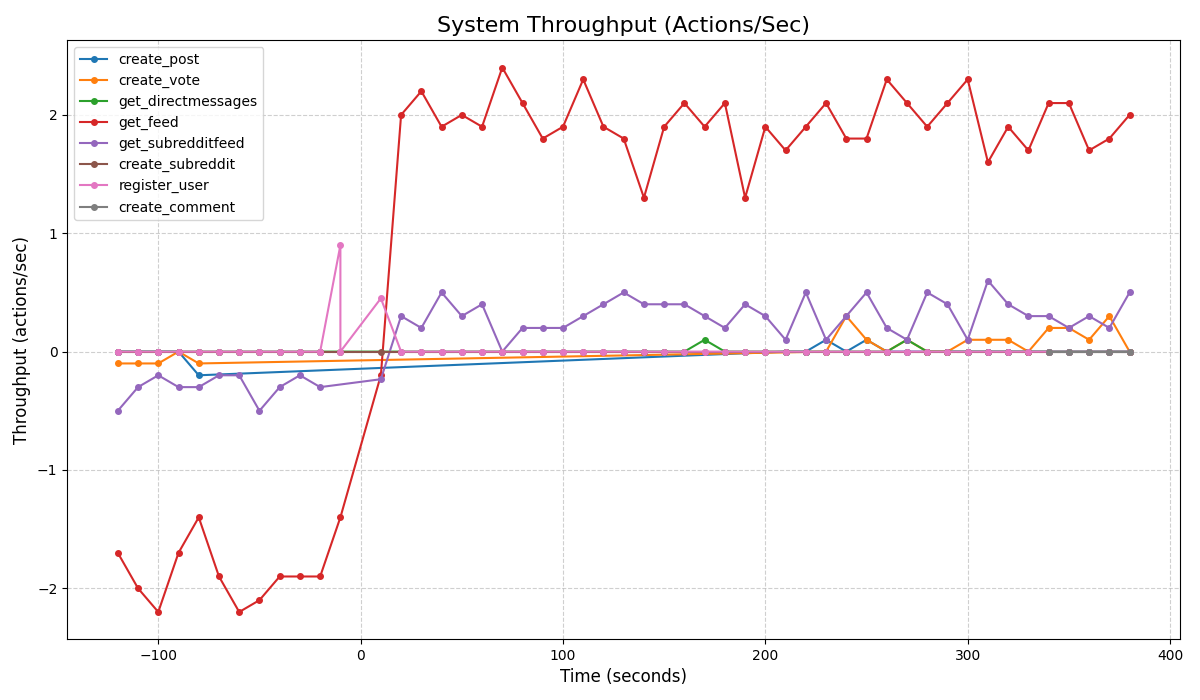 System Throughput (Actions/Sec)
create_post
create_vote
get_directmessages
get_feed
get_subredditfeed
create_subreddit
register_user
create_comment
Throughput (actions/sec)
2
1
0
−1
−2
−100
0
100
200
300
400
Time (seconds)